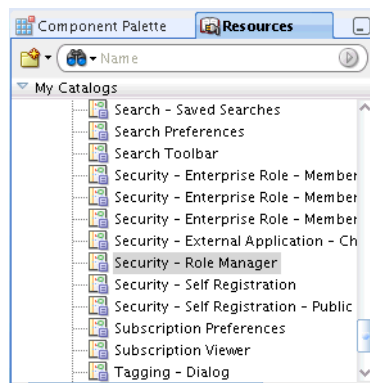 Component Palette Resources
Name
My Catalogs
Search - Saved Searches
Search Preferences
Search Toolbar
Security - Enterprise Role - Member
Security - Enterprise Role - Member
Security - Enterprise Role - Member
Security - External Application - Ch
Security - Role Manager
Security - Self Registration
Security - Self Registration - Public
Subscription Preferences
Subscription Viewer
Tagging - Dialog